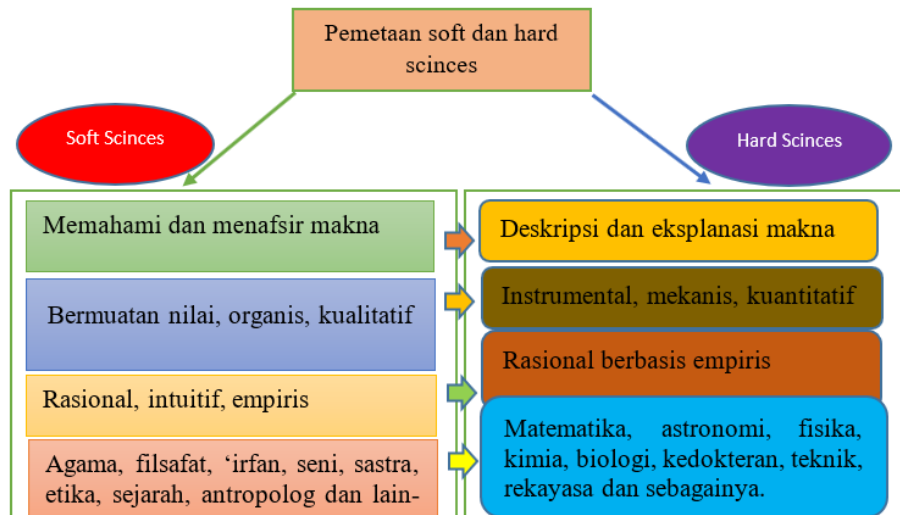 Pemetaan soft dan hard
scinces
Soft Scinces
Hard Scinces
Memahami dan menafsir makna
Deskripsi dan eksplanasi makna
Bermuatan nilai, organis, kualitatif
Instrumental, mekanis, kuantitatif
Rasional, intuitif, empiris
Rasional berbasis empiris
Agama, filsafat, ‘irfan, seni, sastra,
etika, sejarah, antropolog dan lain-
Matematika, astronomi, fisika,
kimia, biologi, kedokteran, teknik,
rekayasa dan sebagainya.